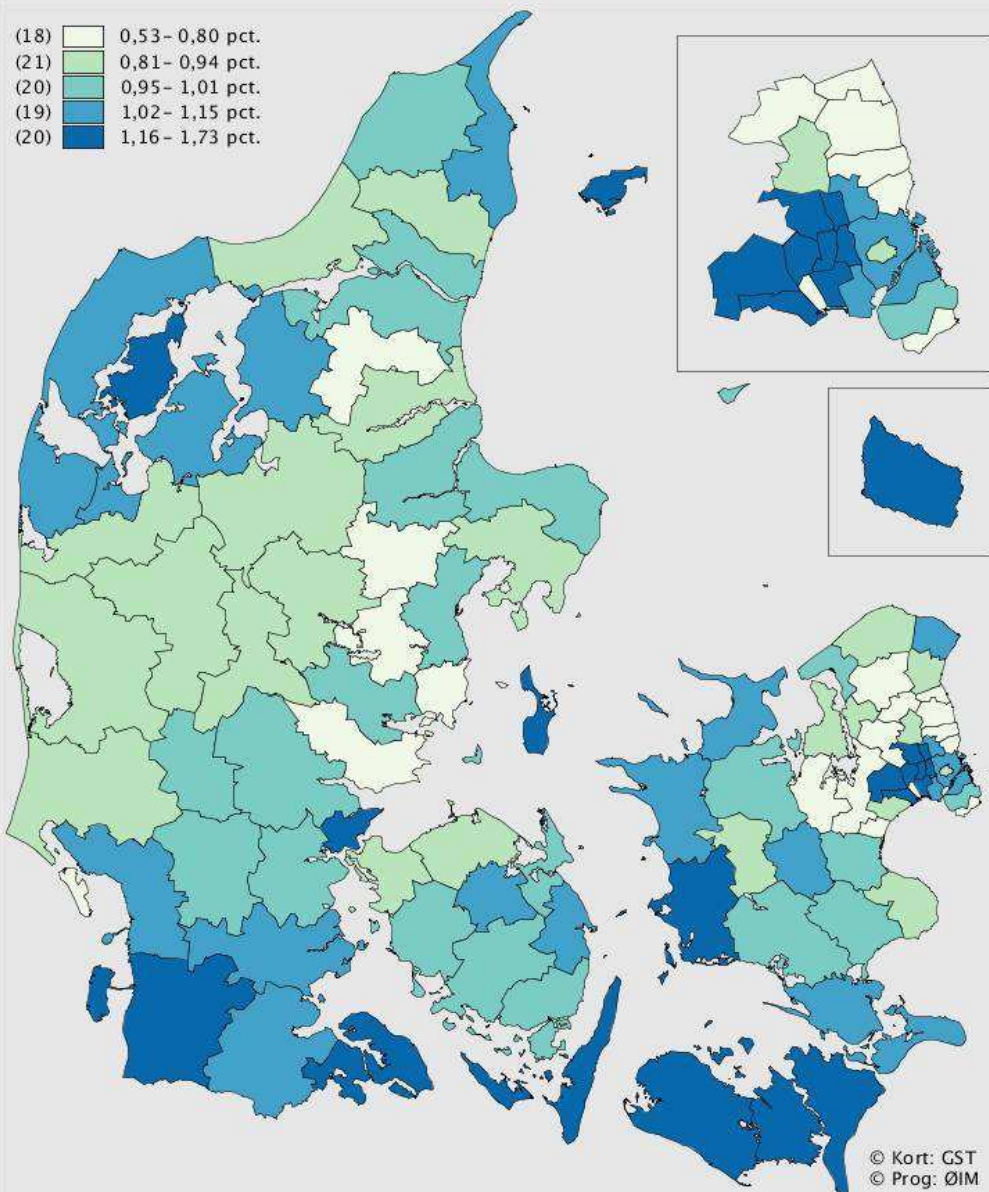 (18) 0,53- 0,80 pct.
(21) 0,81- 0,94 pct.
(20) 0,95- 1,01 pct.
(19) 1,02- 1,15 pct.
(20) 1,16- 1,73 pct.
© Kort: GST
© Prog: ØIM